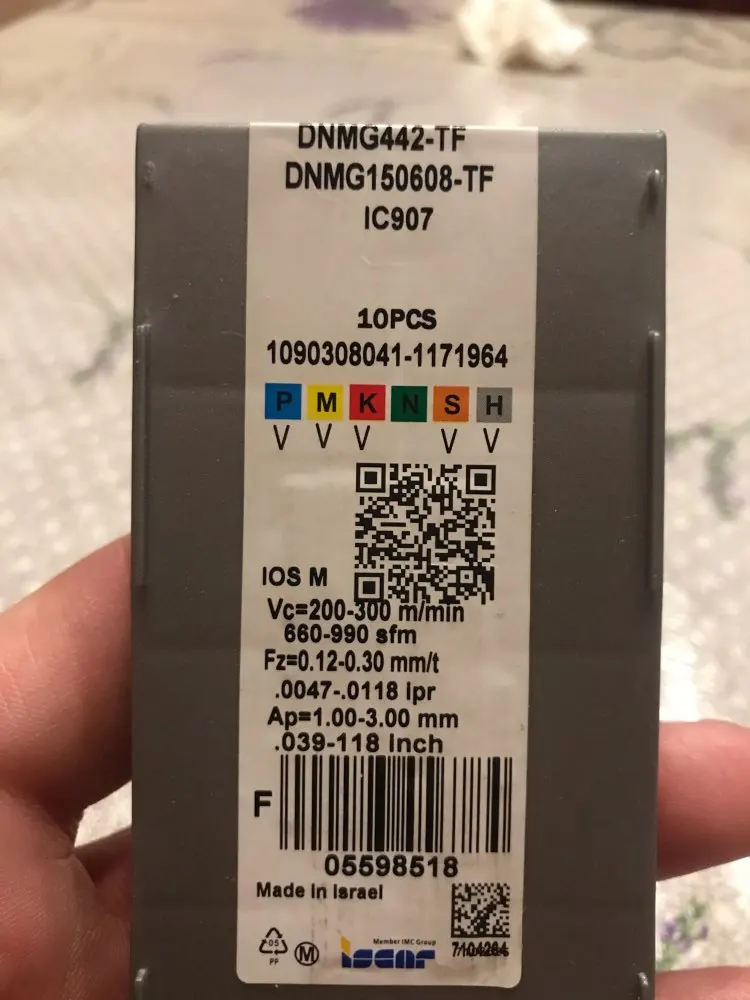 DNMG442-TF
DNMG150608-TF
IC907
10PCS
1090308041-1171964
P M K N S H
V V V V V
IOS M
Vc=200-300 m/min
660-990 sfm
Fz=0.12-0.30 mm/t
.0047-.0118 ipr
Ap=1.00-3.00 mm
.039-118 Inch
F
05598518
Made In Israel
05
PP
M
Member IMC Group
iscar